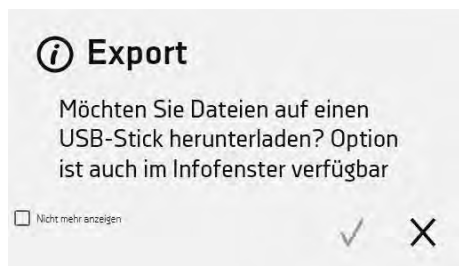 Export
Möchten Sie Dateien auf einen
USB-Stick herunterladen? Option
ist auch im Infofenster verfügbar
Nicht mehr anzeigen